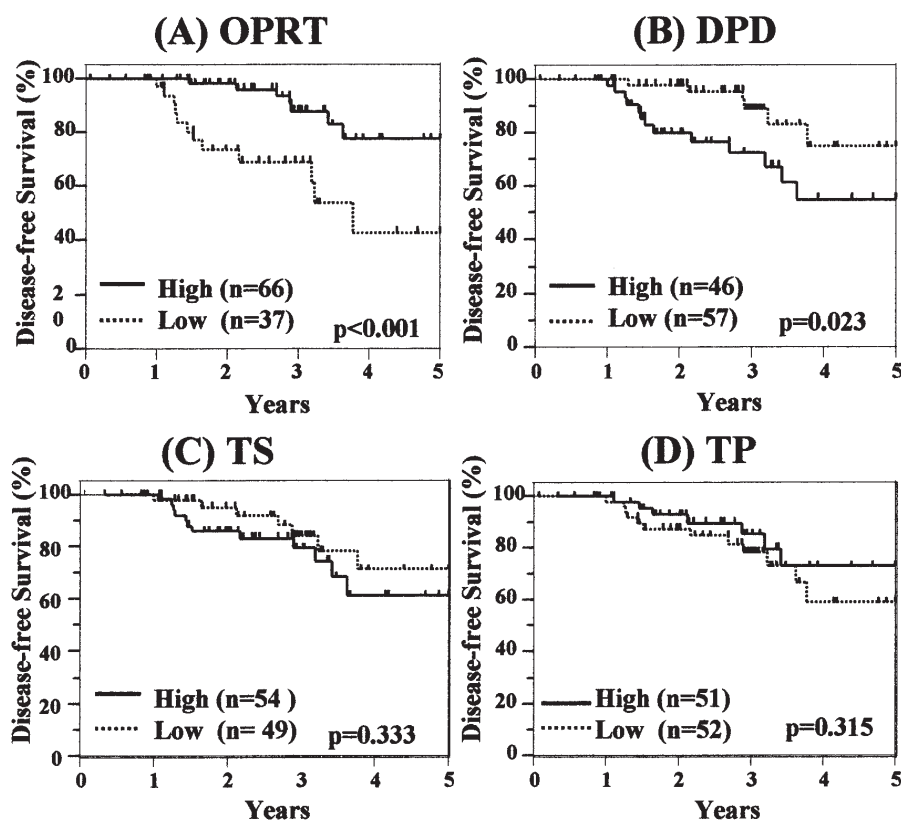 (A) OPRT
Disease-free Survival (%)
100
80
60
40
2
0
0
High (n=66)
Low (n=37)
p<0.001
0 1 2 3 4 5
Years
(B) DPD
Disease-free Survival (%)
100
80
60
40
20
0
High (n=46)
Low (n=57)
p=0.023
0 1 2 3 4 5
Years
(C) TS
Disease-free Survival (%)
100
80
60
40
20
0
High (n=54 )
Low (n= 49)
p=0.333
0 1 2 3 4 5
Years
(D) TP
Disease-free Survival (%)
100
80
60
40
20
0
High (n=51)
Low (n=52)
p=0.315
0 1 2 3 4 5
Years